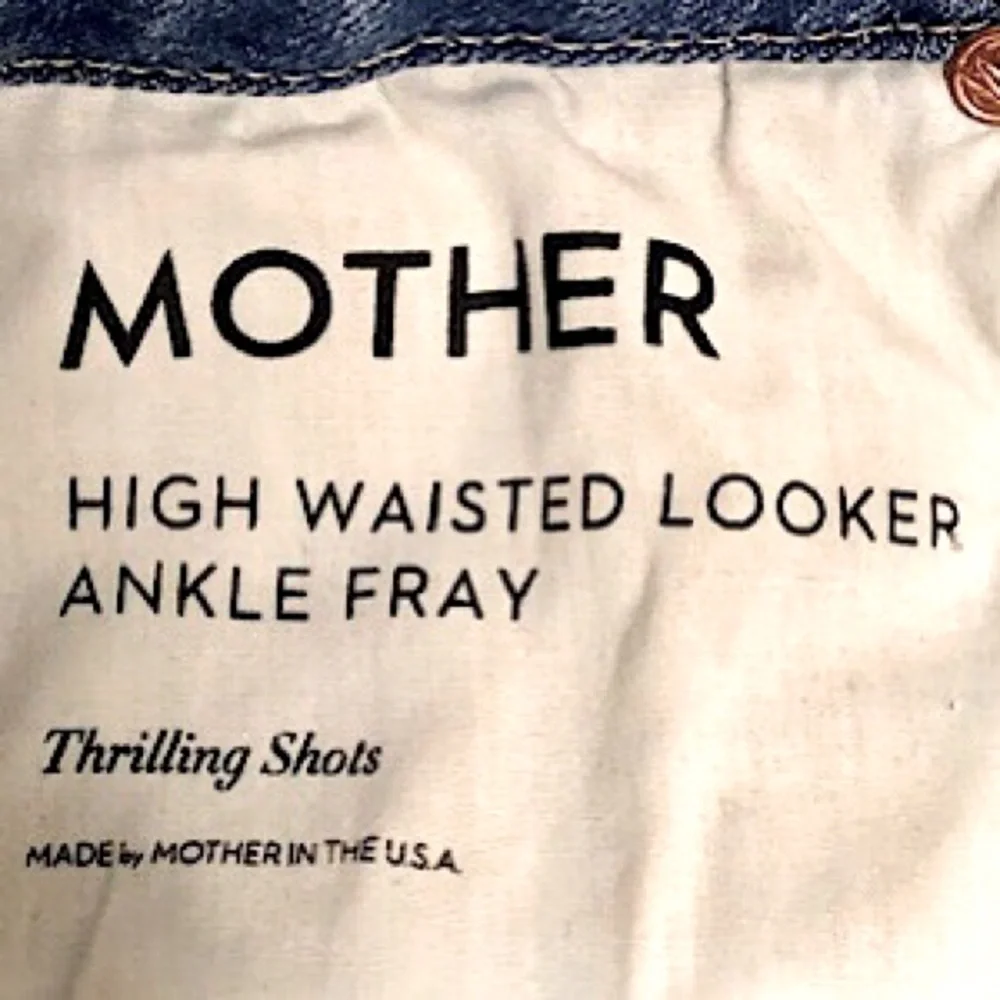 MOTHER
HIGH WAISTED LOOKER
ANKLE FRAY
Thrilling Shots
MADE by MOTHER IN THE U.S.A.